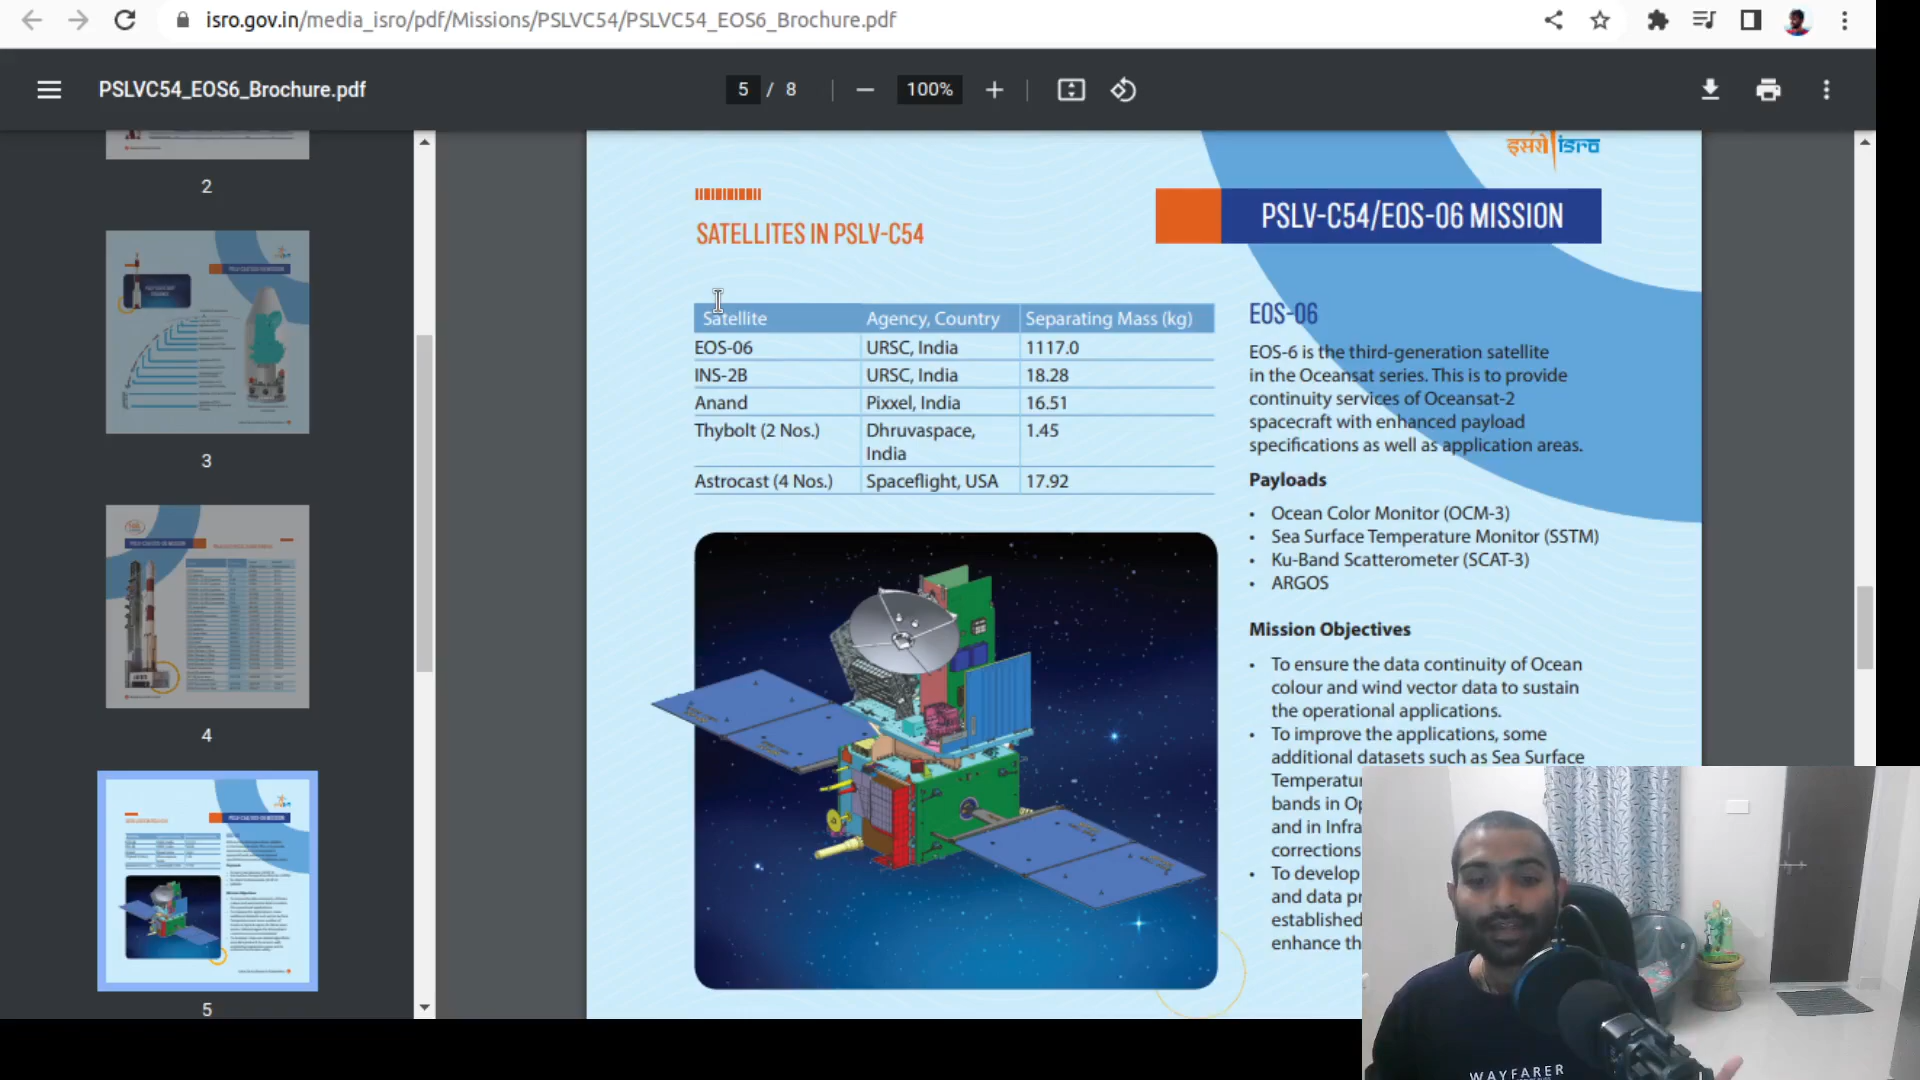 isro.gov.in/media_isro/pdf/Missions/PSLVC54/PSLVC54_EOS6_Brochure.pdf
PSLVC54_EOS6_Brochure.pdf
5 / 8
100%
2
3
4
5
इसरो isro
PSLV-C54/EOS-06 MISSION
SATELLITES IN PSLV-C54
Satellite Agency, Country Separating Mass (kg)
EOS-06 URSC, India 1117.0
INS-2B URSC, India 18.28
Anand Pixxel, India 16.51
Thybolt (2 Nos.) Dhruvaspace, 1.45
India
Astrocast (4 Nos.) Spaceflight, USA 17.92
EOS-06
EOS-6 is the third-generation satellite
in the Oceansat series. This is to provide
continuity services of Oceansat-2
spacecraft with enhanced payload
specifications as well as application areas.
Payloads
• Ocean Color Monitor (OCM-3)
• Sea Surface Temperature Monitor (SSTM)
• Ku-Band Scatterometer (SCAT-3)
• ARGOS
Mission Objectives
• To ensure the data continuity of Ocean
colour and wind vector data to sustain
the operational applications.
• To improve the applications, some
additional datasets such as Sea Surface
Temperatur
bands in Op
and in Infra
corrections
• To develop
and data pr
established
enhance th
WAYFARER